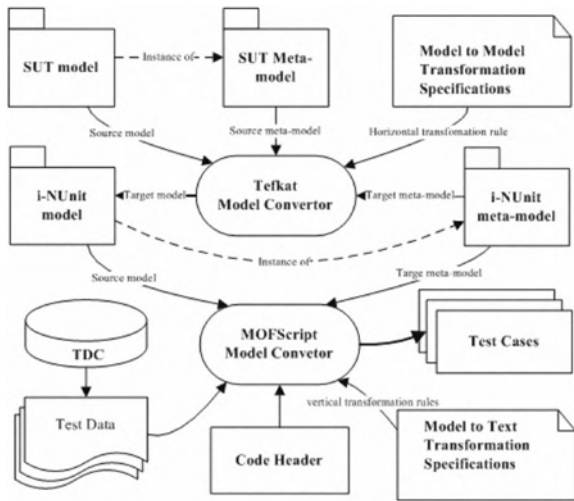 SUT model
Instance of
SUT Meta-
model
Model to Model
Transformation
Specifications
Source model
Source meta-model
Horizontal transfomation rule
Tefkat
Model Convertor
i-NUnit
model
Target model
Target meta-model
i-NUnit
meta-model
Instance of
Source model
Targe meta-model
MOFScript
Model Convetor
TDC
Test Cases
Test Data
Code Header
vertical transformation rules
Model to Text
Transformation
Specifications